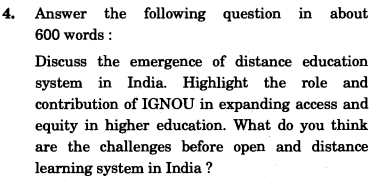 4. Answer the following question in about
600 words :
Discuss the emergence of distance education
system in India. Highlight the role and
contribution of IGNOU in expanding access and
equity in higher education. What do you think
are the challenges before open and distance
learning system in India ?